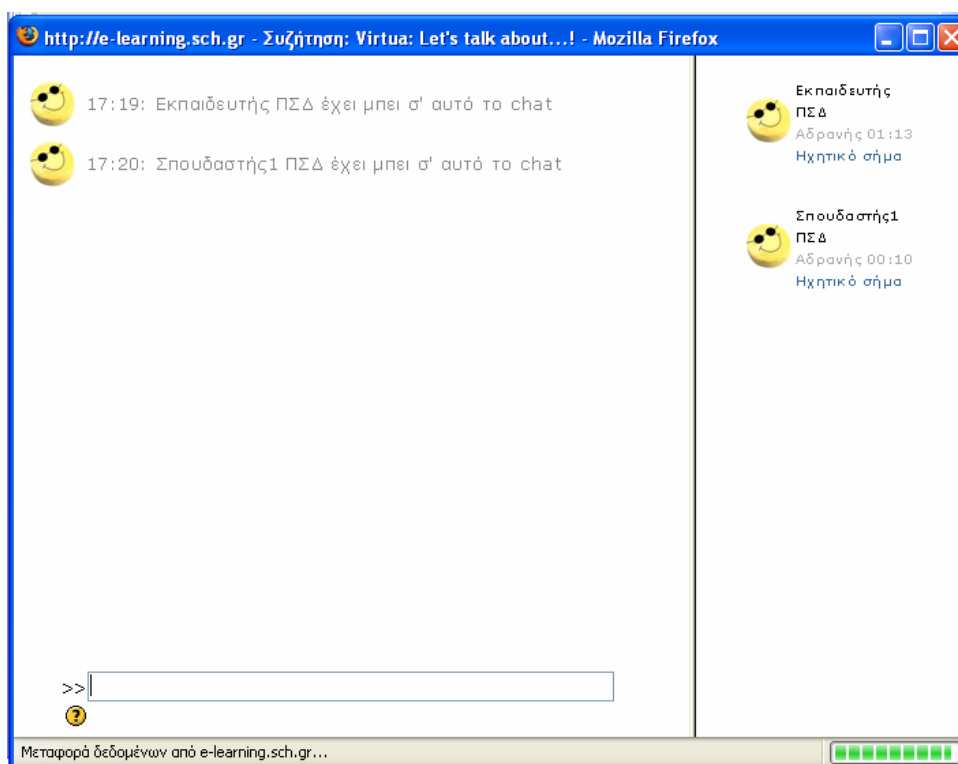 http://e-learning.sch.gr - Συζήτηση: Virtua: Let's talk about...! - Mozilla Firefox
17:19: Εκπαιδευτής ΠΣΔ έχει μπει σ' αυτό το chat
17:20: Σπουδαστής1 ΠΣΔ έχει μπει σ' αυτό το chat
Εκπαιδευτής
ΠΣΔ
Αδρανής 01:13
Ηχητικό σήμα
Σπουδαστής1
ΠΣΔ
Αδρανής 00:10
Ηχητικό σήμα
>>
?
Μεταφορά δεδομένων από e-learning.sch.gr...